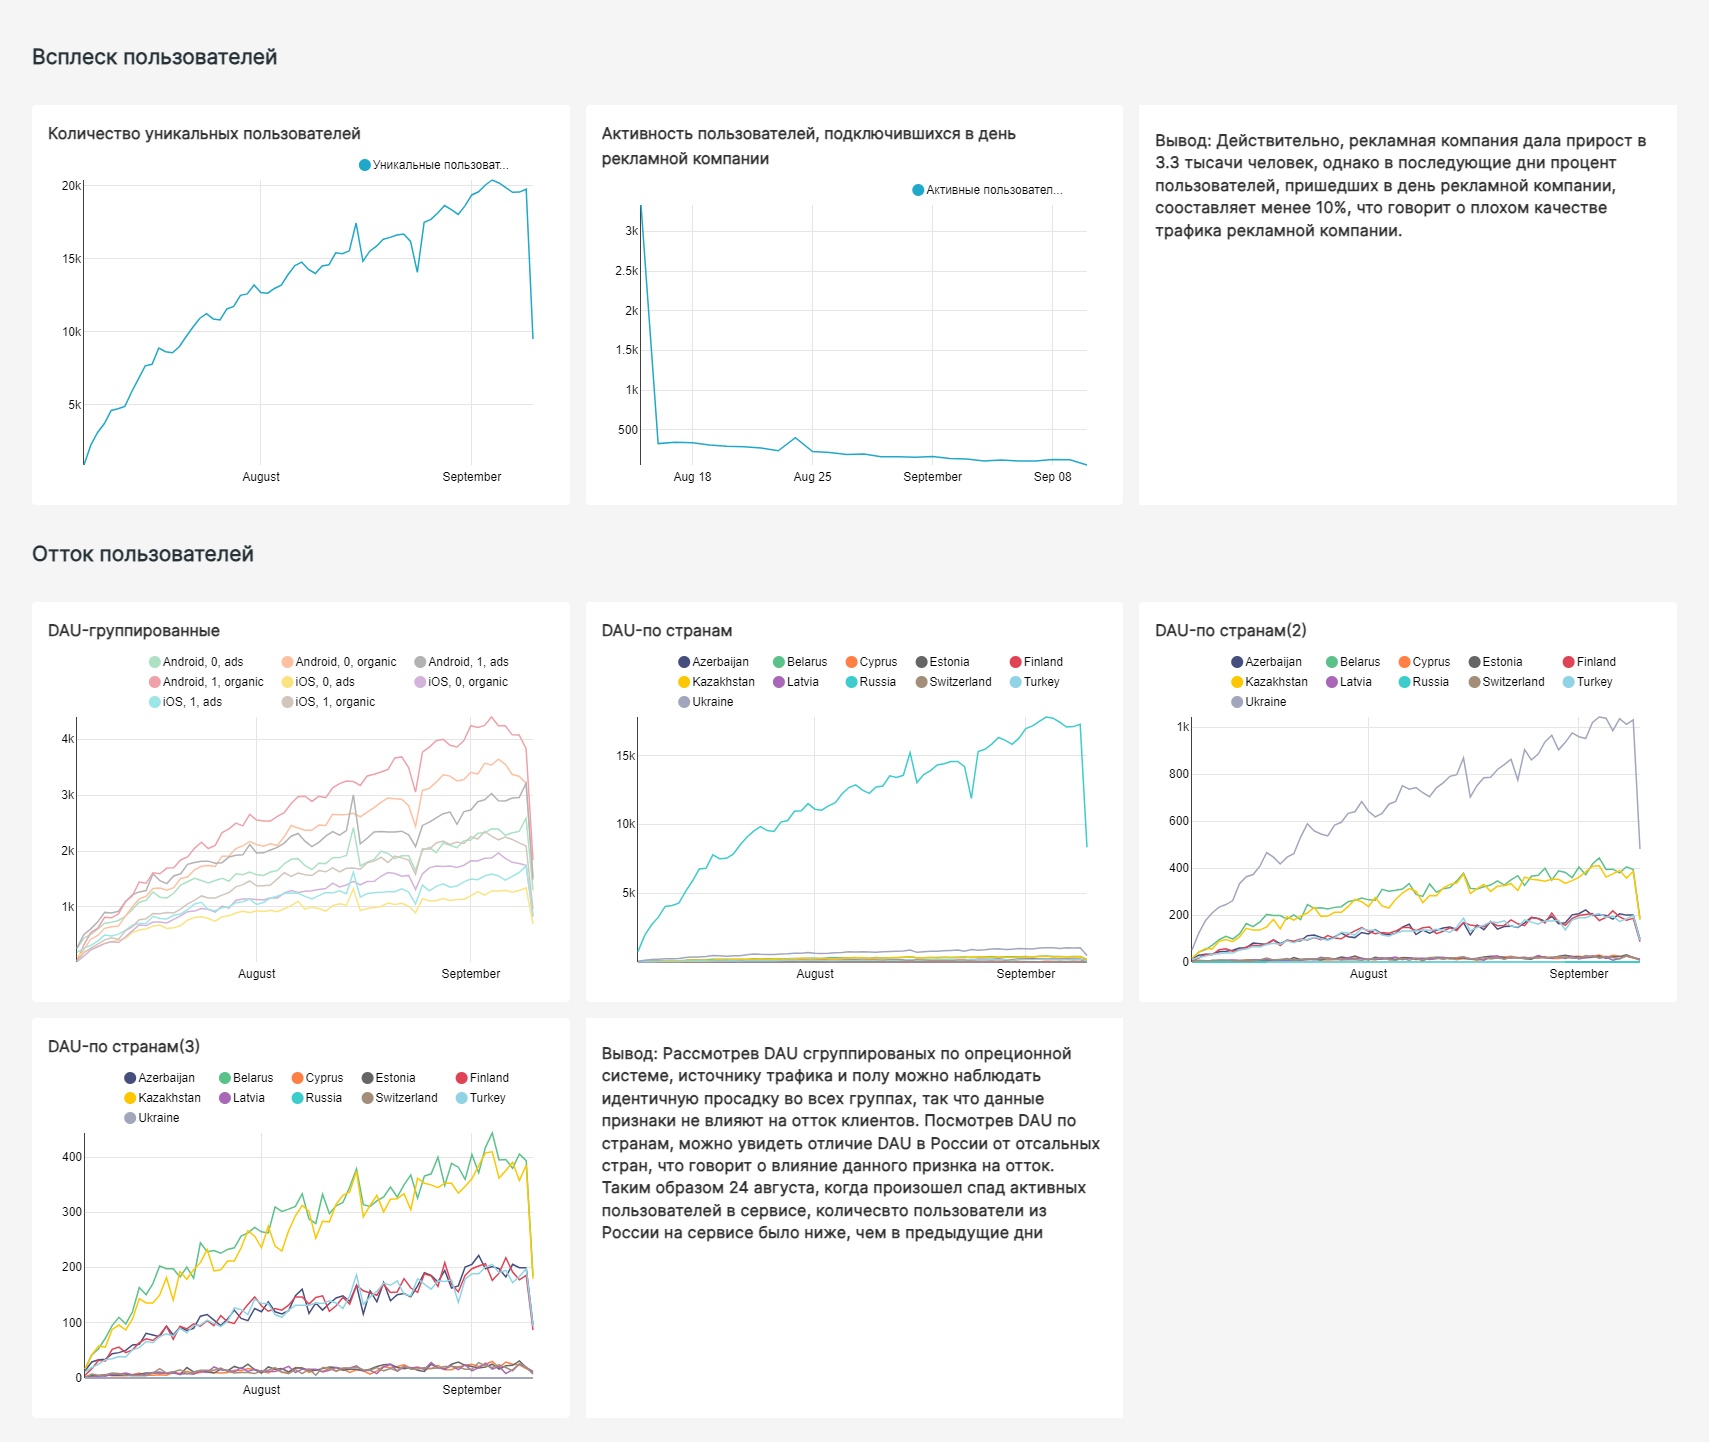 Всплеск пользователей
Количество уникальных пользователей
Уникальные пользоват...
20k
15k
10k
5k
August
September
Активность пользователей, подключившихся в день
рекламной компании
Активные пользовател...
3k
2.5k
2k
1.5k
1k
500
Aug 18
Aug 25
September
Sep 08
Вывод: Действительно, рекламная компания дала прирост в
3.3 тысячи человек, однако в последующие дни процент
пользователей, пришедших в день рекламной компании,
сооставляет менее 10%, что говорит о плохом качестве
трафика рекламной компании.
Отток пользователей
DAU-группированные
Android, 0, ads
Android, 0, organic
Android, 1, ads
Android, 1, organic
iOS, 0, ads
iOS, 0, organic
iOS, 1, ads
iOS, 1, organic
4k
3k
2k
1k
August
September
DAU-по странам
Azerbaijan
Belarus
Cyprus
Estonia
Finland
Kazakhstan
Latvia
Russia
Switzerland
Turkey
Ukraine
15k
10k
5k
August
September
DAU-по странам(2)
Azerbaijan
Belarus
Cyprus
Estonia
Finland
Kazakhstan
Latvia
Russia
Switzerland
Turkey
Ukraine
1k
800
600
400
200
0
August
September
DAU-по странам(3)
Azerbaijan
Belarus
Cyprus
Estonia
Finland
Kazakhstan
Latvia
Russia
Switzerland
Turkey
Ukraine
400
300
200
100
0
August
September
Вывод: Рассмотрев DAU сгруппированых по опреционной
системе, источнику трафика и полу можно наблюдать
идентичную просадку во всех группах, так что данные
признаки не влияют на отток клиентов. Посмотрев DAU по
странам, можно увидеть отличие DAU в России от отсальных
стран, что говорит о влияние данного признка на отток.
Таким образом 24 августа, когда произошел спад активных
пользователей в сервисе, количесвто пользователи из
России на сервисе было ниже, чем в предыдущие дни